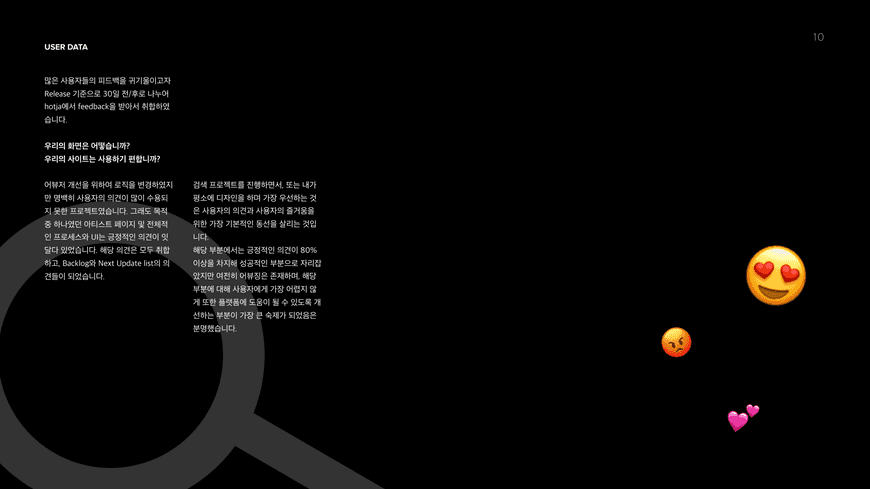 10
USER DATA
많은 사용자들의 피드백을 귀기울이고자
Release 기준으로 30일 전/후로 나누어
hotja에서 feedback을 받아서 취합하였
습니다.
우리의 화면은 어떻습니까?
우리의 사이트는 사용하기 편합니까?
어뷰저 개선을 위하여 로직을 변경하였지
만 명백히 사용자의 의견이 많이 수용되
지 못한 프로젝트였습니다. 그래도 목적
중 하나였던 아티스트 페이지 및 전체적
인 프로세스와 UI는 긍정적인 의견이 잇
달다 있었습니다. 해당 의견은 모두 취합
하고, Backlog와 Next Update list의 의
견들이 되었습니다.
검색 프로젝트를 진행하면서, 또는 내가
평소에 디자인을 하며 가장 우선하는 것
은 사용자의 의견과 사용자의 즐거움을
위한 가장 기본적인 동선을 살리는 것입
니다.
해당 부분에서는 긍정적인 의견이 80%
이상을 차지해 성공적인 부분으로 자리잡
았지만 여전히 어뷰징은 존재하며, 해당
부분에 대해 사용자에게 가장 어렵지 않
게 또한 플랫폼에 도움이 될 수 있도록 개
선하는 부분이 가장 큰 숙제가 되었음은
분명했습니다.